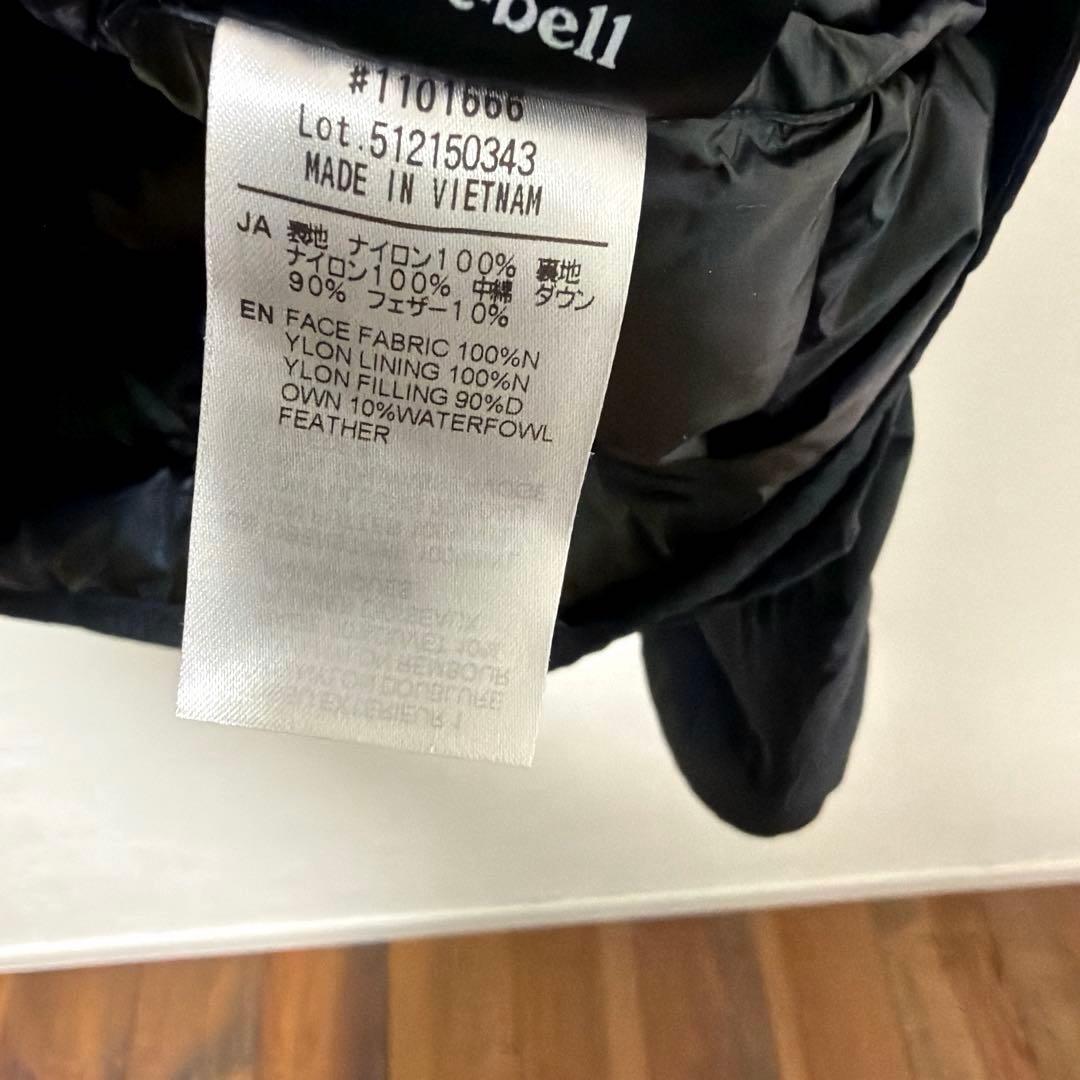 bell
#1101666
Lot.512150343
MADE IN VIETNAM
JA 表地 ナイロン100% 裏地
ナイロン100% 中綿 ダウン
90% フェザー10%
EN FACE FABRIC 100%N
YLON LINING 100%N
YLON FILLING 90%D
OWN 10%WATERFOWL
FEATHER